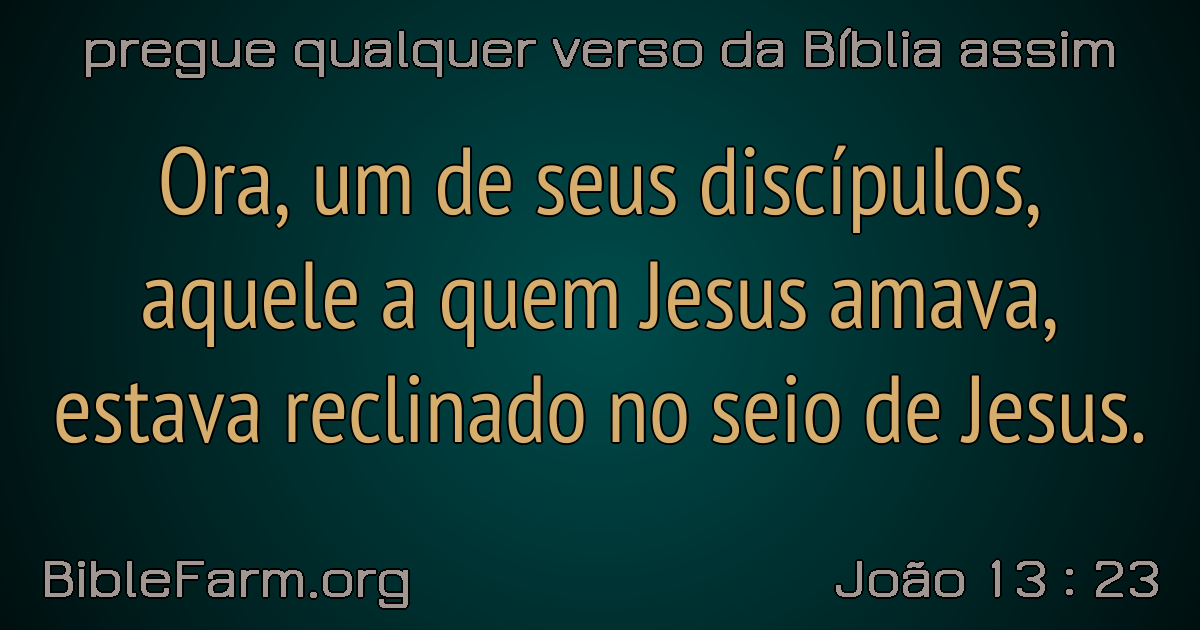 pregue qualquer verso da Bíblia assim
Ora, um de seus discípulos,
aquele a quem Jesus amava,
estava reclinado no seio de Jesus.
BibleFarm.org
João 13 : 23